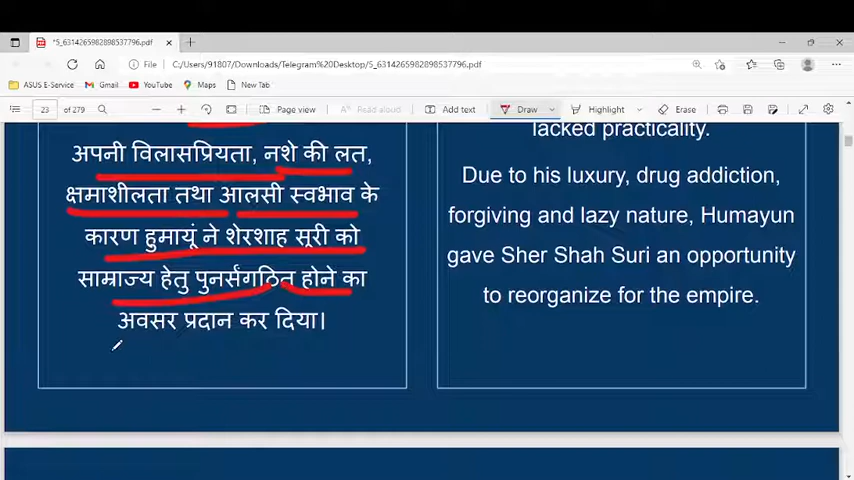 *5_6314265982898537796.pdf
File
C:/Users/91807/Downloads/Telegram%20Desktop/5_6314265982898537796.pdf
ASUS E-Service
Gmail
YouTube
Maps
New Tab
23 of 279
Page view
Read aloud
Add text
Draw
Highlight
Erase
अपनी विलासप्रियता, नशे की लत,
क्षमाशीलता तथा आलसी स्वभाव के
कारण हुमायूं ने शेरशाह सूरी को
साम्राज्य हेतु पुनर्संगठित होने का
अवसर प्रदान कर दिया।
lacked practicality.
Due to his luxury, drug addiction,
forgiving and lazy nature, Humayun
gave Sher Shah Suri an opportunity
to reorganize for the empire.